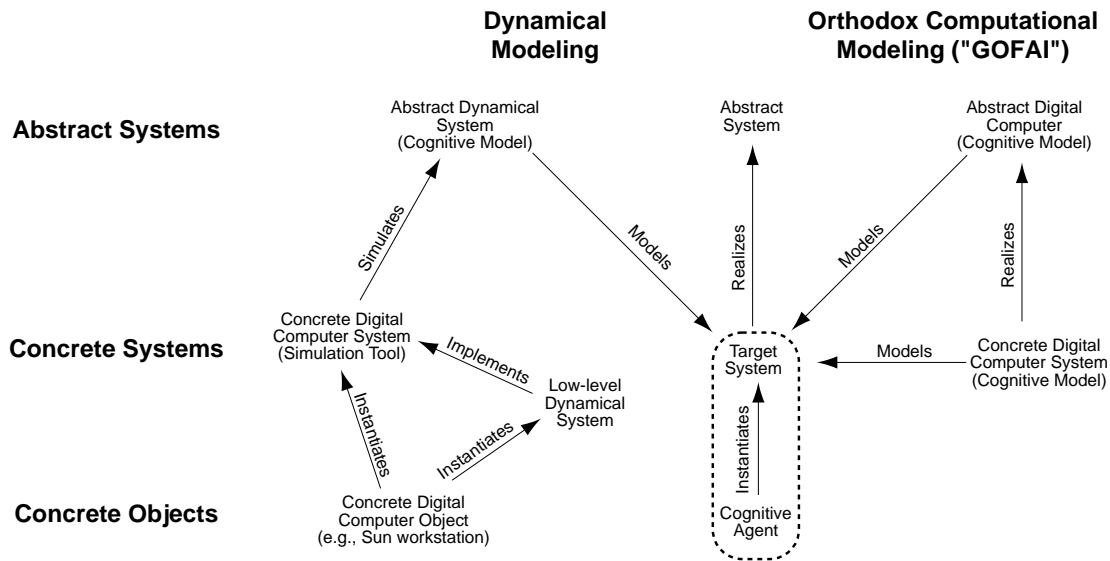 Dynamical
Modeling
Orthodox Computational
Modeling ("GOFAI")
Abstract Systems
Abstract Dynamical
System
(Cognitive Model)
Abstract
System
Abstract Digital
Computer
(Cognitive Model)
Simulates
Models
Realizes
Models
Realizes
Concrete Systems
Concrete Digital
Computer System
(Simulation Tool)
Implements
Low-level
Dynamical
System
Target
System
Models
Concrete Digital
Computer System
(Cognitive Model)
Instantiates
Instantiates
Instantiates
Concrete Objects
Concrete Digital
Computer Object
(e.g., Sun workstation)
Cognitive
Agent